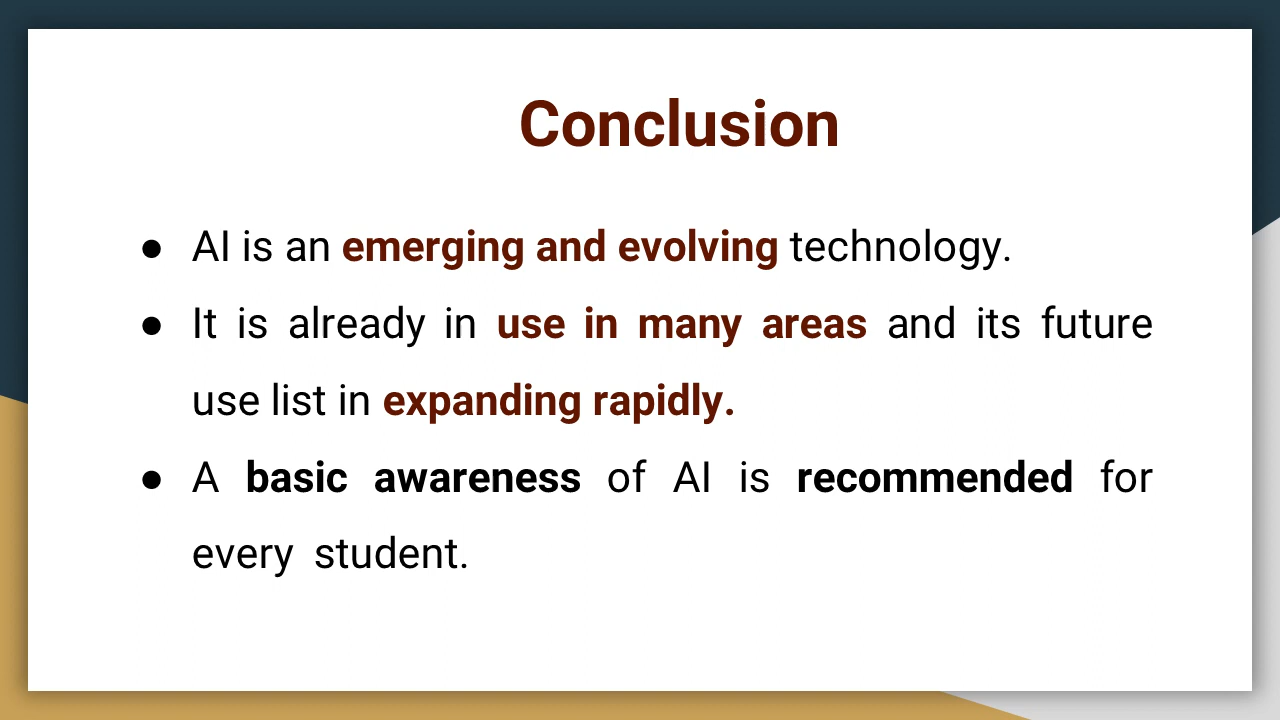 Conclusion
● AI is an emerging and evolving technology.
● It is already in use in many areas and its future
use list in expanding rapidly.
● A basic awareness of AI is recommended for
every student.